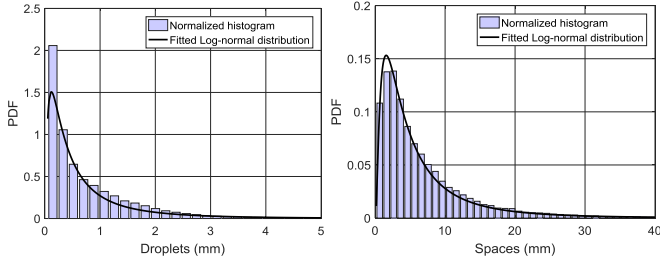 2.5
2
1.5
1
0.5
0
PDF
Normalized histogram
Fitted Log-normal distribution
0 1 2 3 4 5
Droplets (mm)
0.2
0.15
0.1
0.05
0
PDF
Normalized histogram
Fitted Log-normal distribution
0 10 20 30 40
Spaces (mm)